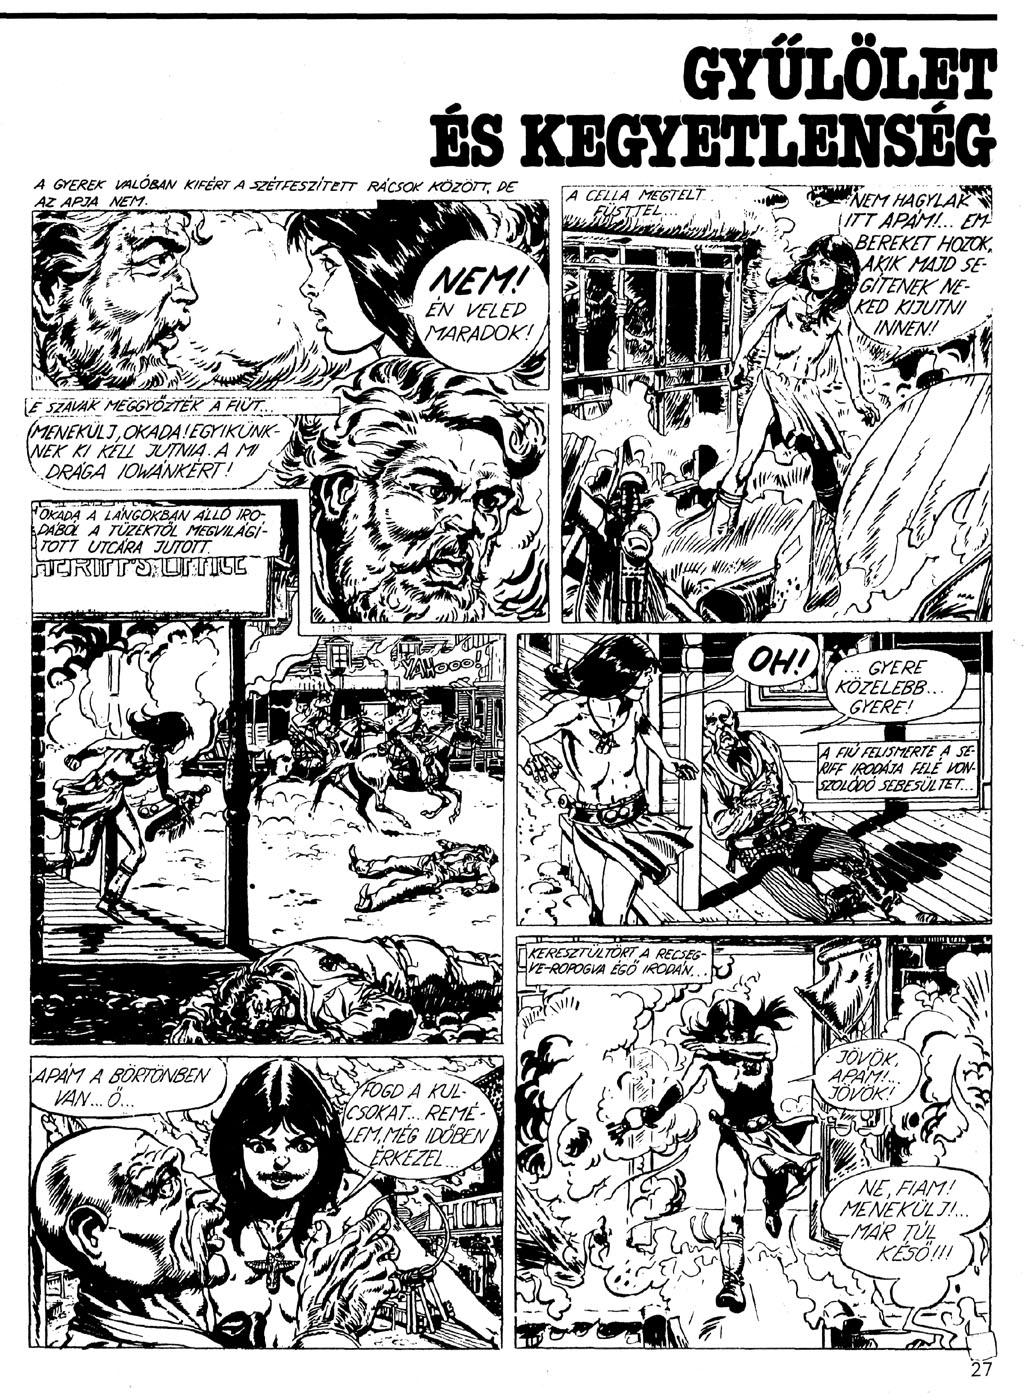 GYŰLÖLET
ÉS KEGYETLENSÉG
A GYEREK VALÓBAN KIFÉRT A SZÉTFESZÍTETT RÁCSOK KÖZÖTT, DE
AZ APJA NEM.
NEM!
ÉN VELED
MARADOK!
E SZAVAK MEGGYŐZTÉK A FIÚT...
MENEKÜLJ, OKADA! EGYIKÜNK-
NEK KI KELL JUTNIA. A MI
DRÁGA IOWÁNKÉRT!
A CELLA MEGTELT
FÜSTTEL...
NEM HAGYLAK
ITT APÁM!... EM-
BEREKET HOZOK,
AKIK MAJD SE-
GÍTENEK NE-
KED KIJUTNI
INNEN!
OKADA A LÁNGOKBAN ÁLLÓ IRO-
DÁBÓL A TÜZEKTŐL MEGVILÁGÍ-
TOTT UTCÁRA JUTOTT.
HERIFF'S OFFICE
1774
YAHOOO!
OH!
... GYERE
KÖZELEBB...
GYERE!
A FIÚ FELISMERTE A SE-
RIFF IRODÁJA FELÉ VON-
SZOLÓDÓ SEBESÜLTET...
APÁM A BÖRTÖNBEN
VAN... Ő...
FOGD A KUL-
CSOKAT... REMÉ-
LEM, MÉG IDŐBEN
ÉRKEZEL...
HOT
KERESZTÜLTÖRT A RECSEG-
VE-ROPOGVA ÉGŐ IRODÁN...
JÖVÖK,
APÁM!...
JÖVÖK!
NE, FIAM!
MENEKÜLJ!...
MÁR TÚL
KÉSŐ!!!
27